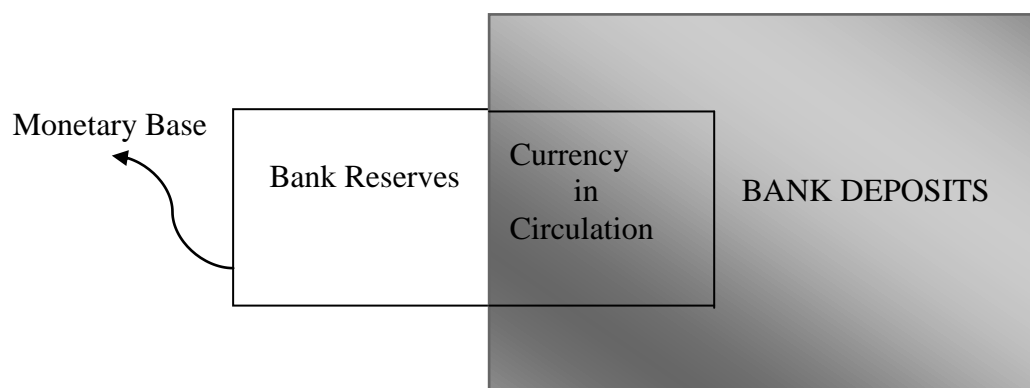 Monetary Base
Bank Reserves
Currency
in
Circulation
BANK DEPOSITS